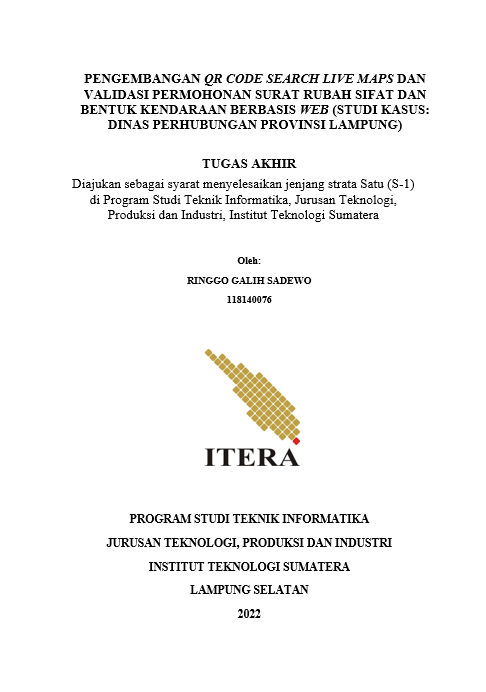 PENGEMBANGAN QR CODE SEARCH LIVE MAPS DAN
VALIDASI PERMOHONAN SURAT RUBAH SIFAT DAN
BENTUK KENDARAAN BERBASIS WEB (STUDI KASUS:
DINAS PERHUBUNGAN PROVINSI LAMPUNG)
TUGAS AKHIR
Diajukan sebagai syarat menyelesaikan jenjang strata Satu (S-1)
di Program Studi Teknik Informatika, Jurusan Teknologi,
Produksi dan Industri, Institut Teknologi Sumatera
Oleh:
RINGGO GALIH SADEWO
118140076
ITERA
PROGRAM STUDI TEKNIK INFORMATIKA
JURUSAN TEKNOLOGI, PRODUKSI DAN INDUSTRI
INSTITUT TEKNOLOGI SUMATERA
LAMPUNG SELATAN
2022